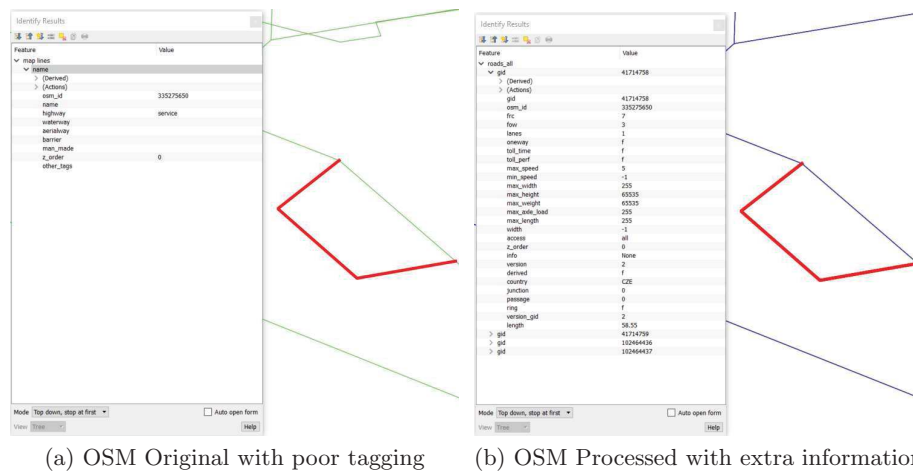 Identify Results
Feature Value
map lines
name
(Derived)
(Actions)
osm_id 335275650
name
highway service
waterway
aerialway
barrier
man_made
z_order 0
other_tags
Mode Top down, stop at first Auto open form
View Tree Help
Identify Results
Feature Value
roads_all
gid 41714758
(Derived)
(Actions)
gid 41714758
osm_id 335275650
frc 7
fow 3
lanes 1
oneway f
toll_time f
toll_perf f
max_speed 5
min_speed -1
max_width 255
max_height 65535
max_weight 65535
max_axle_load 255
max_length 255
width -1
access all
z_order 0
info None
version 2
derived f
country CZE
junction 0
passage 0
ring f
version_gid 2
length 58.55
gid 41714759
gid 102464436
gid 102464437
Mode Top down, stop at first Auto open form
View Tree Help
(a) OSM Original with poor tagging
(b) OSM Processed with extra information